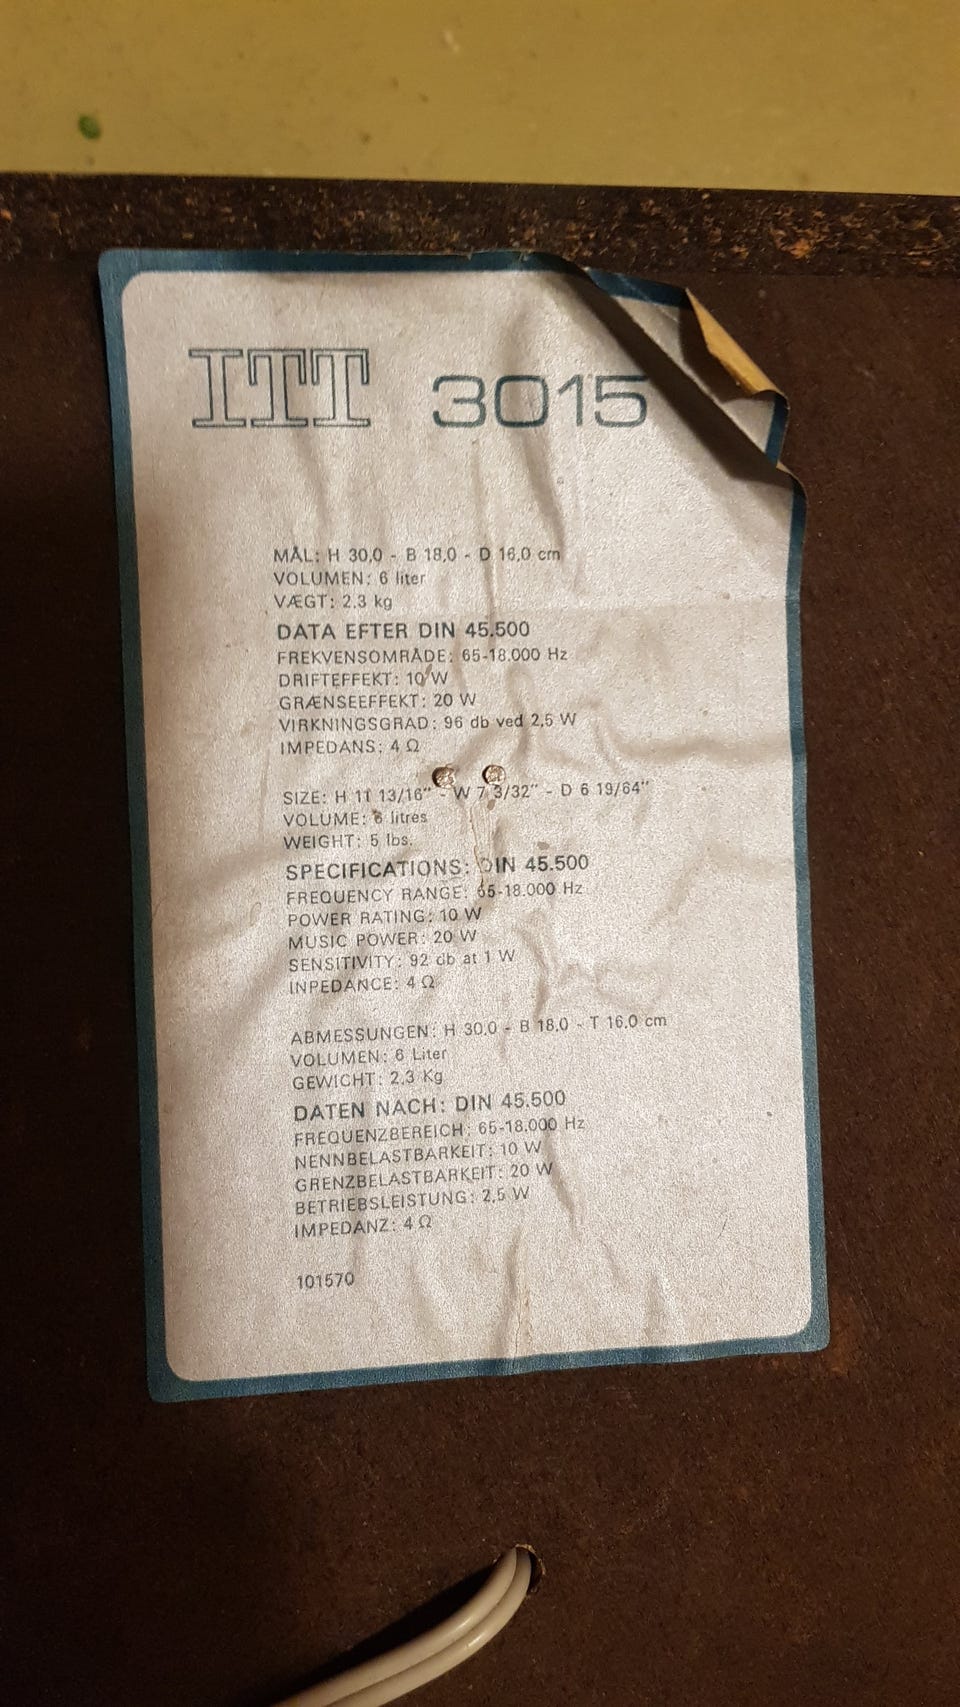 ITT 3015
MÅL: H 30,0 - B 18,0 - D 16,0 cm
VOLUMEN: 6 liter
VÆGT: 2,3 kg
DATA EFTER DIN 45.500
FREKVENSOMRÅDE: 65-18.000 Hz
DRIFTEFFEKT: 10 W
GRÆNSEEFFEKT: 20 W
VIRKNINGSGRAD: 96 db ved 2,5 W
IMPEDANS: 4 Ω
SIZE: H 11 13/16" - W 7 3/32" - D 6 19/64"
VOLUME: 6 litres
WEIGHT: 5 lbs.
SPECIFICATIONS: DIN 45.500
FREQUENCY RANGE: 65-18.000 Hz
POWER RATING: 10 W
MUSIC POWER: 20 W
SENSITIVITY: 92 db at 1 W
INPEDANCE: 4 Ω
ABMESSUNGEN: H 30,0 - B 18,0 - T 16,0 cm
VOLUMEN: 6 Liter
GEWICHT: 2,3 Kg
DATEN NACH: DIN 45.500
FREQUENZBEREICH: 65-18.000 Hz
NENNBELASTBARKEIT: 10 W
GRENZBELASTBARKEIT: 20 W
BETRIEBSLEISTUNG: 2,5 W
IMPEDANZ: 4 Ω
101570